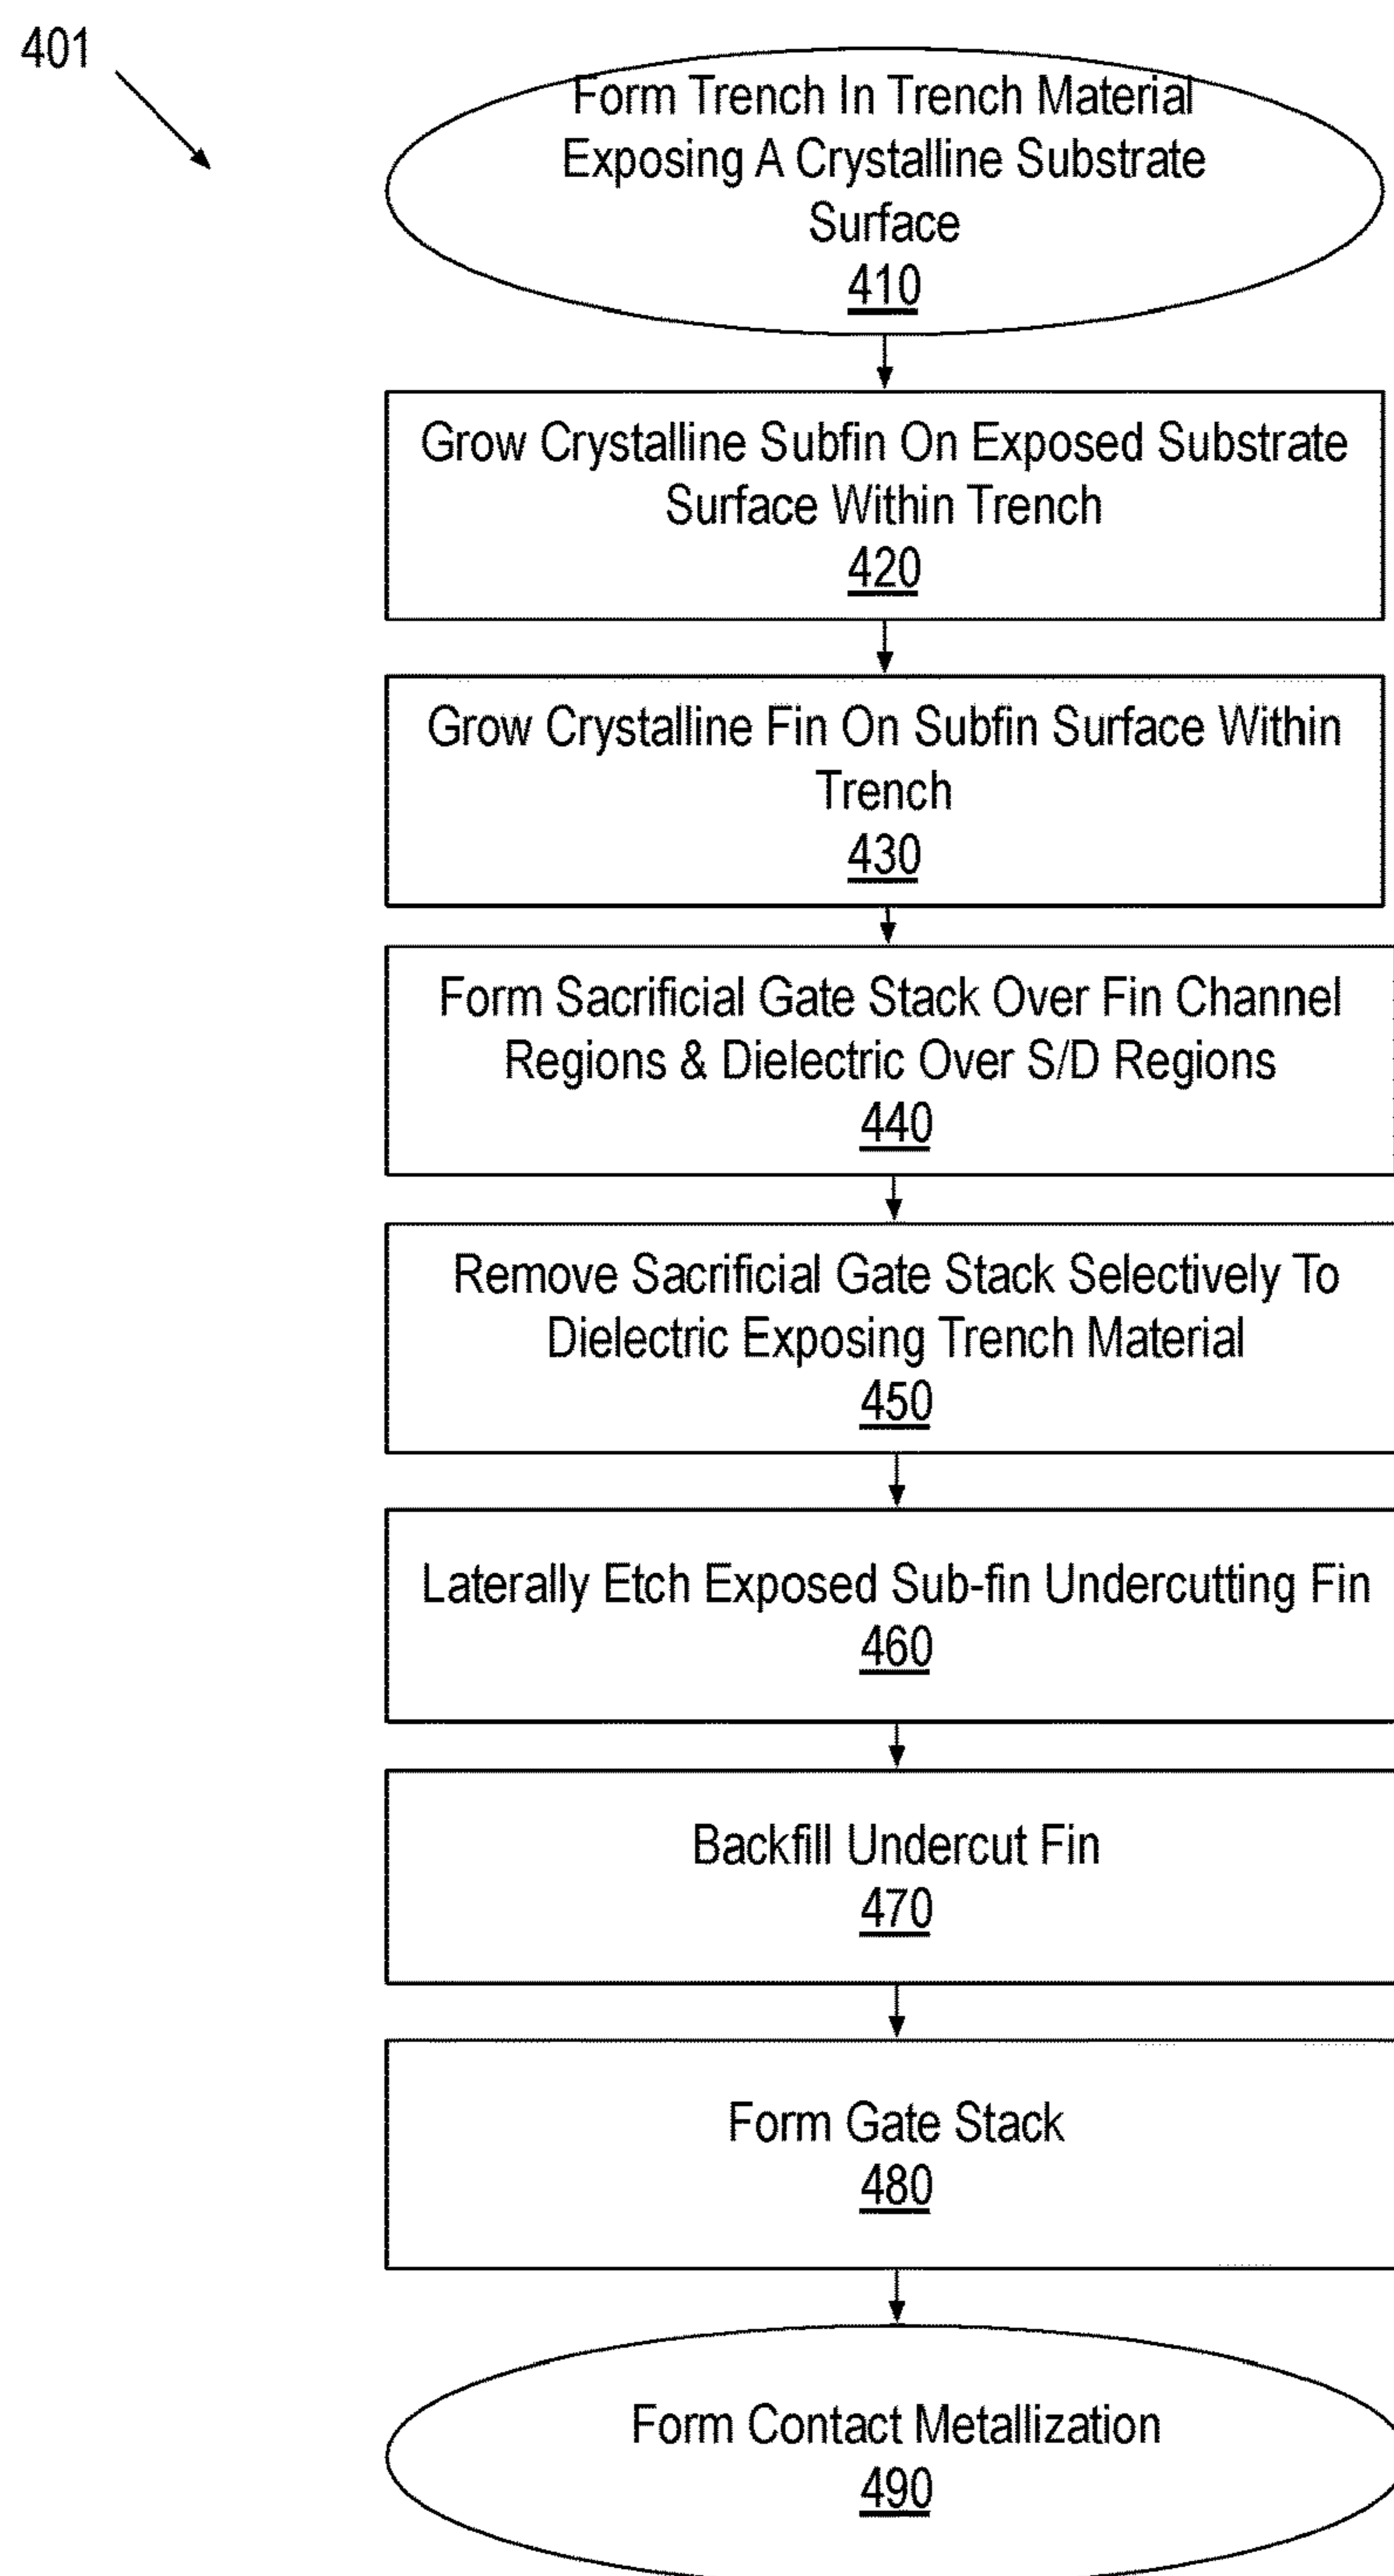 401
Form Trench In Trench Material
Exposing A Crystalline Substrate
Surface
410
Grow Crystalline Subfin On Exposed Substrate
Surface Within Trench
420
Grow Crystalline Fin On Subfin Surface Within
Trench
430
Form Sacrificial Gate Stack Over Fin Channel
Regions & Dielectric Over S/D Regions
440
Remove Sacrificial Gate Stack Selectively To
Dielectric Exposing Trench Material
450
Laterally Etch Exposed Sub-fin Undercutting Fin
460
Backfill Undercut Fin
470
Form Gate Stack
480
Form Contact Metallization
490